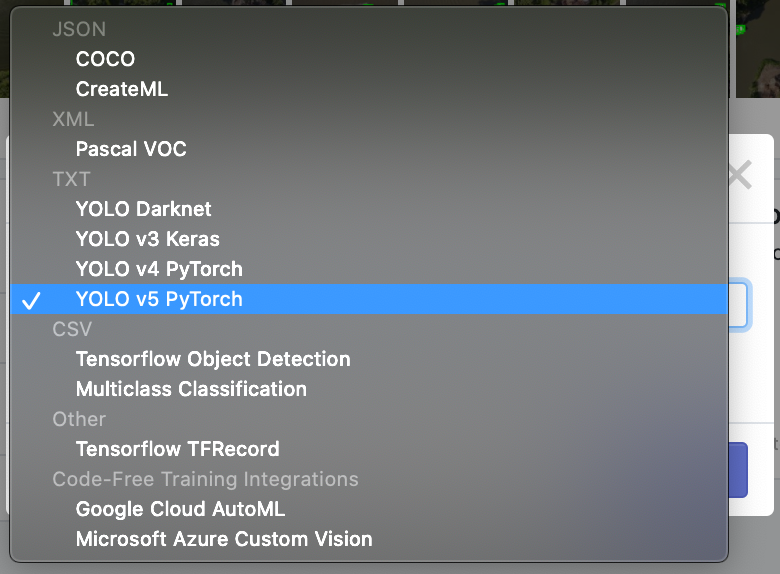 JSON
COCO
CreateML
XML
Pascal VOC
TXT
YOLO Darknet
YOLO v3 Keras
YOLO v4 PyTorch
YOLO v5 PyTorch
CSV
Tensorflow Object Detection
Multiclass Classification
Other
Tensorflow TFRecord
Code-Free Training Integrations
Google Cloud AutoML
Microsoft Azure Custom Vision